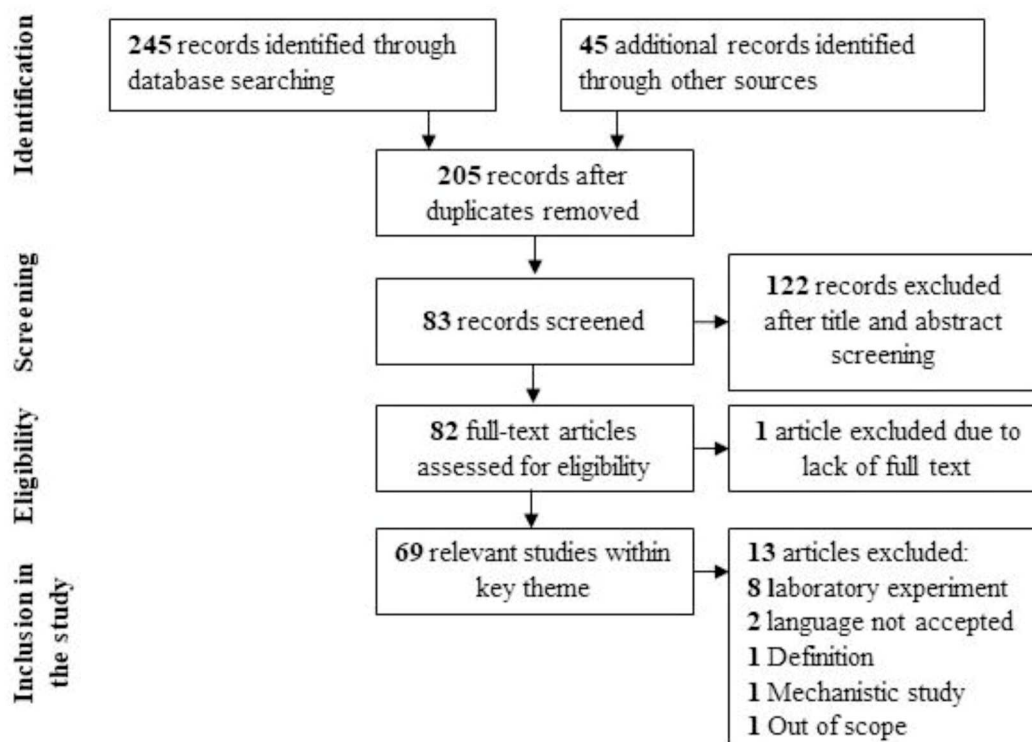 Identification
245 records identified through
database searching
45 additional records identified
through other sources
205 records after
duplicates removed
Screening
83 records screened
122 records excluded
after title and abstract
screening
Eligibility
82 full-text articles
assessed for eligibility
1 article excluded due to
lack of full text
Inclusion in
the study
69 relevant studies within
key theme
13 articles excluded:
8 laboratory experiment
2 language not accepted
1 Definition
1 Mechanistic study
1 Out of scope